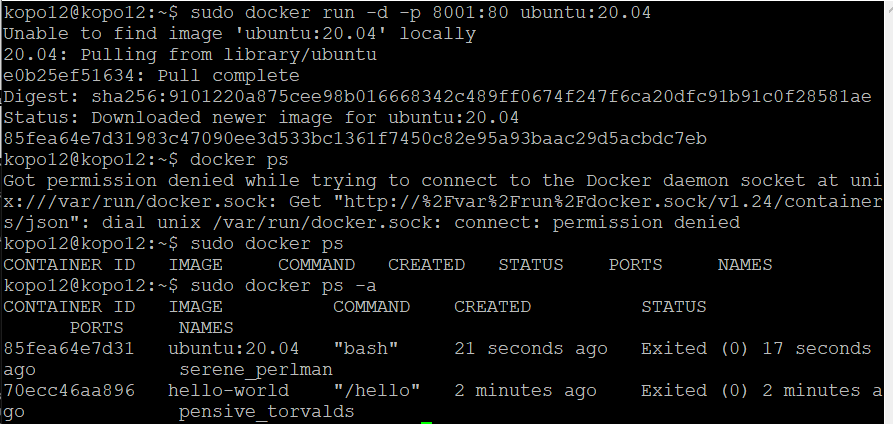 kopo12@kopo12:~$ sudo docker run -d -p 8001:80 ubuntu:20.04
Unable to find image 'ubuntu:20.04' locally
20.04: Pulling from library/ubuntu
e0b25ef51634: Pull complete
Digest: sha256:9101220a875cee98b016668342c489ff0674f247f6ca20dfc91b91c0f28581ae
Status: Downloaded newer image for ubuntu:20.04
85fea64e7d31983c47090ee3d533bc1361f7450c82e95a93baac29d5acbdc7eb
kopo12@kopo12:~$ docker ps
Got permission denied while trying to connect to the Docker daemon socket at uni
x:///var/run/docker.sock: Get "http://%2Fvar%2Frun%2Fdocker.sock/v1.24/container
s/json": dial unix /var/run/docker.sock: connect: permission denied
kopo12@kopo12:~$ sudo docker ps
CONTAINER ID   IMAGE     COMMAND   CREATED   STATUS    PORTS     NAMES
kopo12@kopo12:~$ sudo docker ps -a
CONTAINER ID   IMAGE          COMMAND    CREATED          STATUS
      PORTS     NAMES
85fea64e7d31   ubuntu:20.04   "bash"     21 seconds ago   Exited (0) 17 seconds
ago             serene_perlman
70ecc46aa896   hello-world    "/hello"   2 minutes ago    Exited (0) 2 minutes a
go              pensive_torvalds